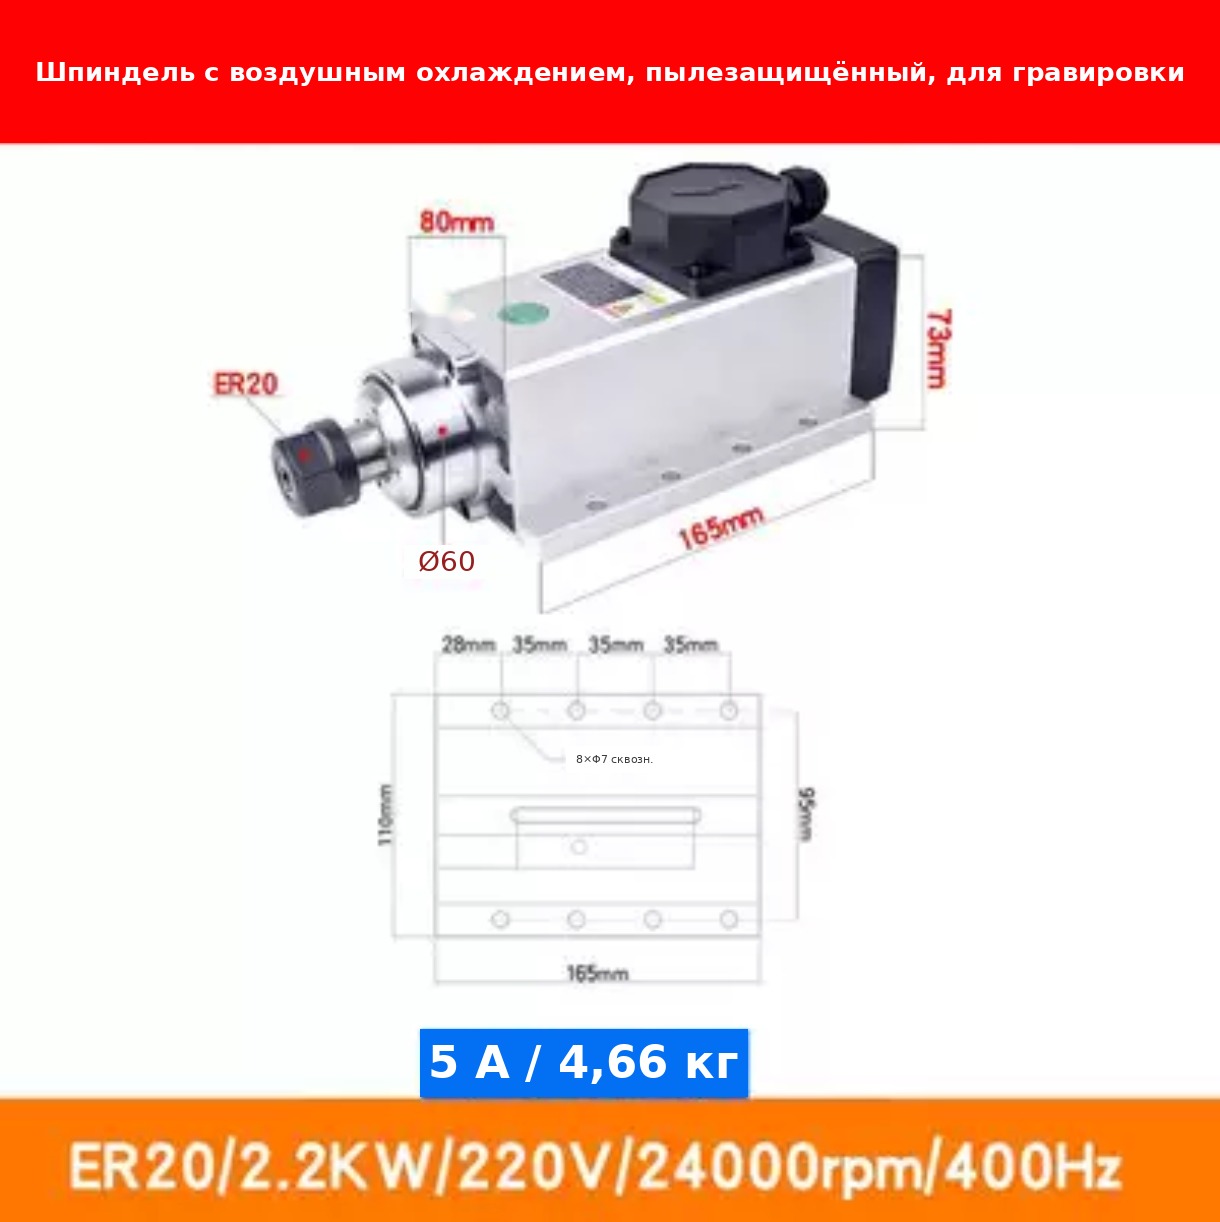 Шпиндель с воздушным охлаждением, пылезащищённый, для гравировки
80mm
ER20
73mm
165mm
Ø60
28mm 35mm 35mm 35mm
8×Ф7 сквозн.
110mm
95mm
165mm
5 А / 4,66 кг
ER20/2.2KW/220V/24000rpm/400Hz